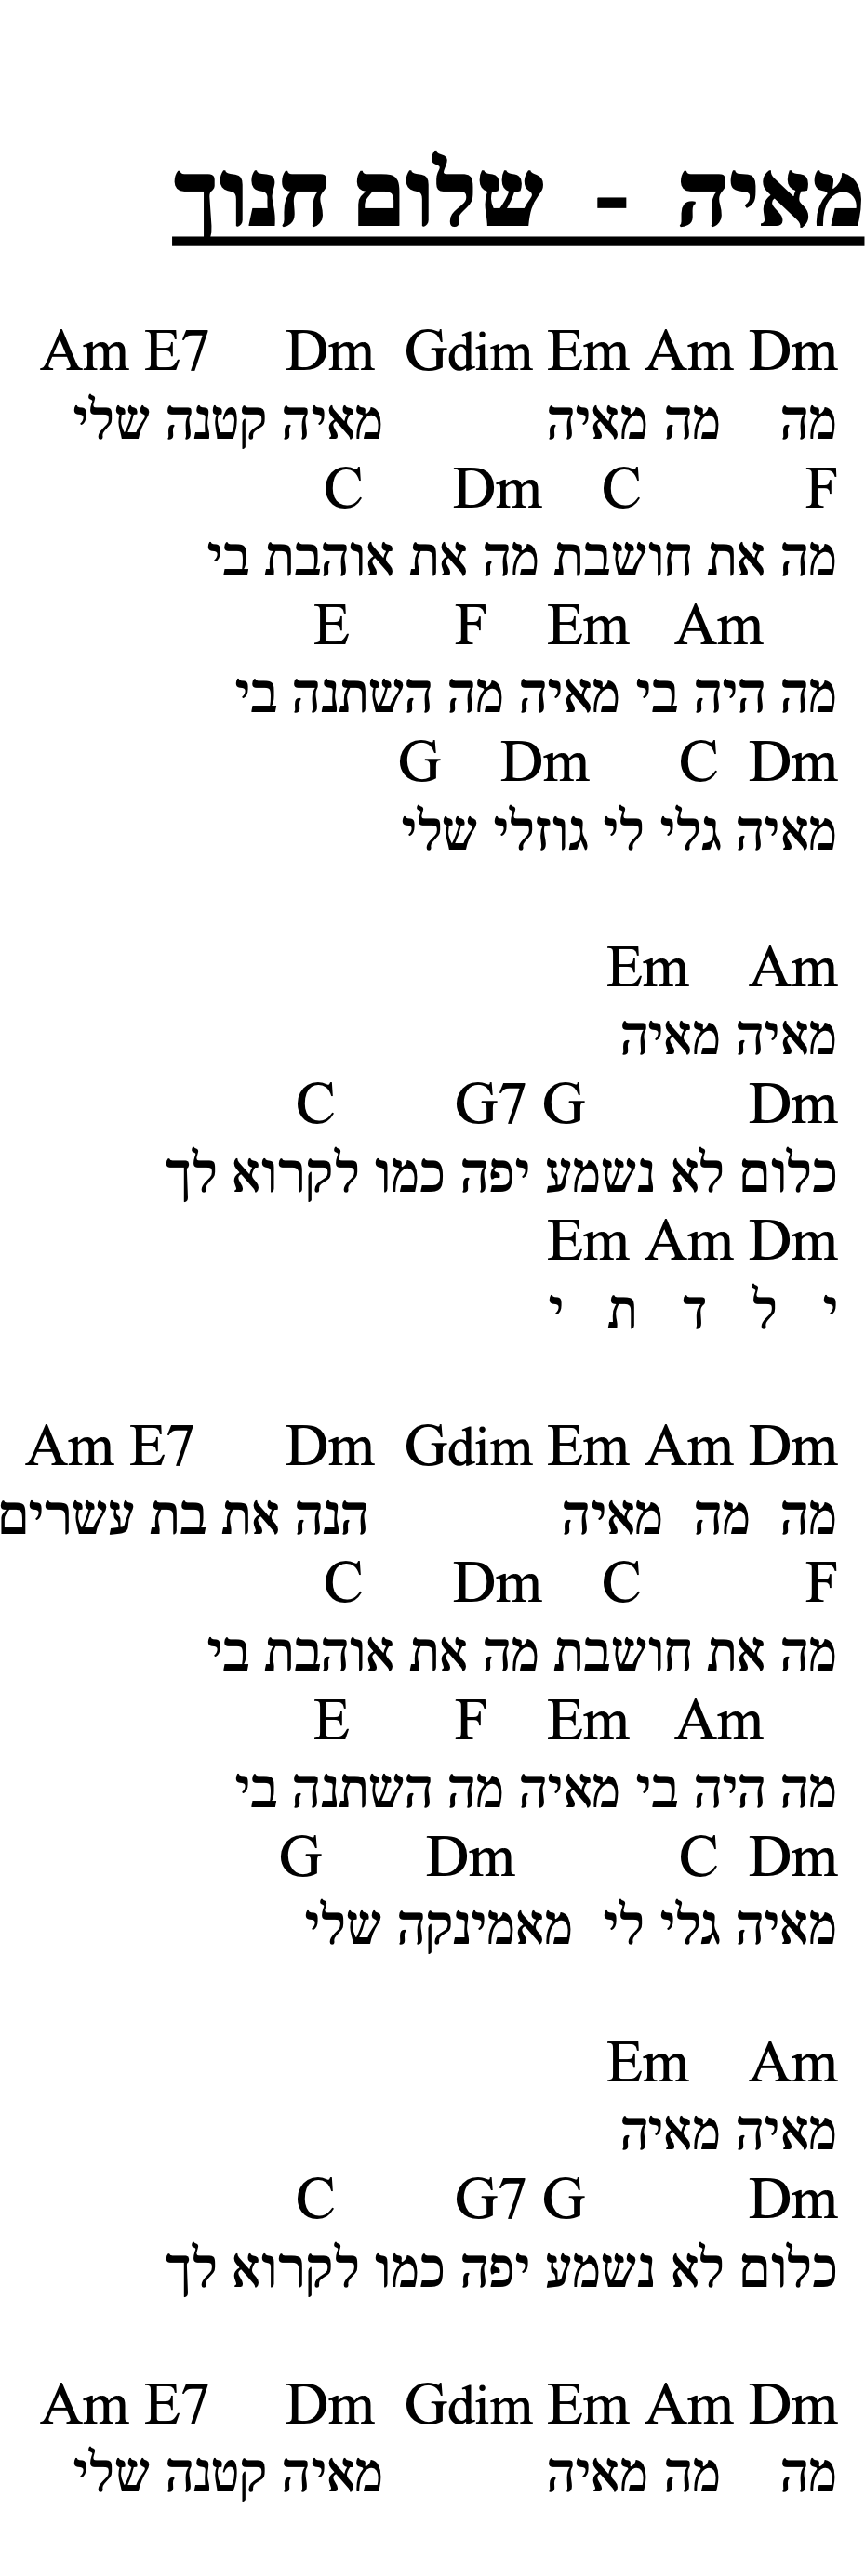 מאיה - שלום חנוך
Am E7 Dm Gdim Em Am Dm
מה מה מאיה מאיה קטנה שלי
C Dm C F
מה את חושבת מה את אוהבת בי
E F Em Am
מה היה בי מאיה מה השתנה בי
G Dm C Dm
מאיה גלי לי גוזלי שלי
Em Am
מאיה מאיה
C G7 G Dm
כלום לא נשמע יפה כמו לקרוא לך
Em Am Dm
י ל ד ת י
Am E7 Dm Gdim Em Am Dm
מה מה מאיה הנה את בת עשרים
C Dm C F
מה את חושבת מה את אוהבת בי
E F Em Am
מה היה בי מאיה מה השתנה בי
G Dm C Dm
מאיה גלי לי מאמינקה שלי
Em Am
מאיה מאיה
C G7 G Dm
כלום לא נשמע יפה כמו לקרוא לך
Am E7 Dm Gdim Em Am Dm
מה מה מאיה מאיה קטנה שלי